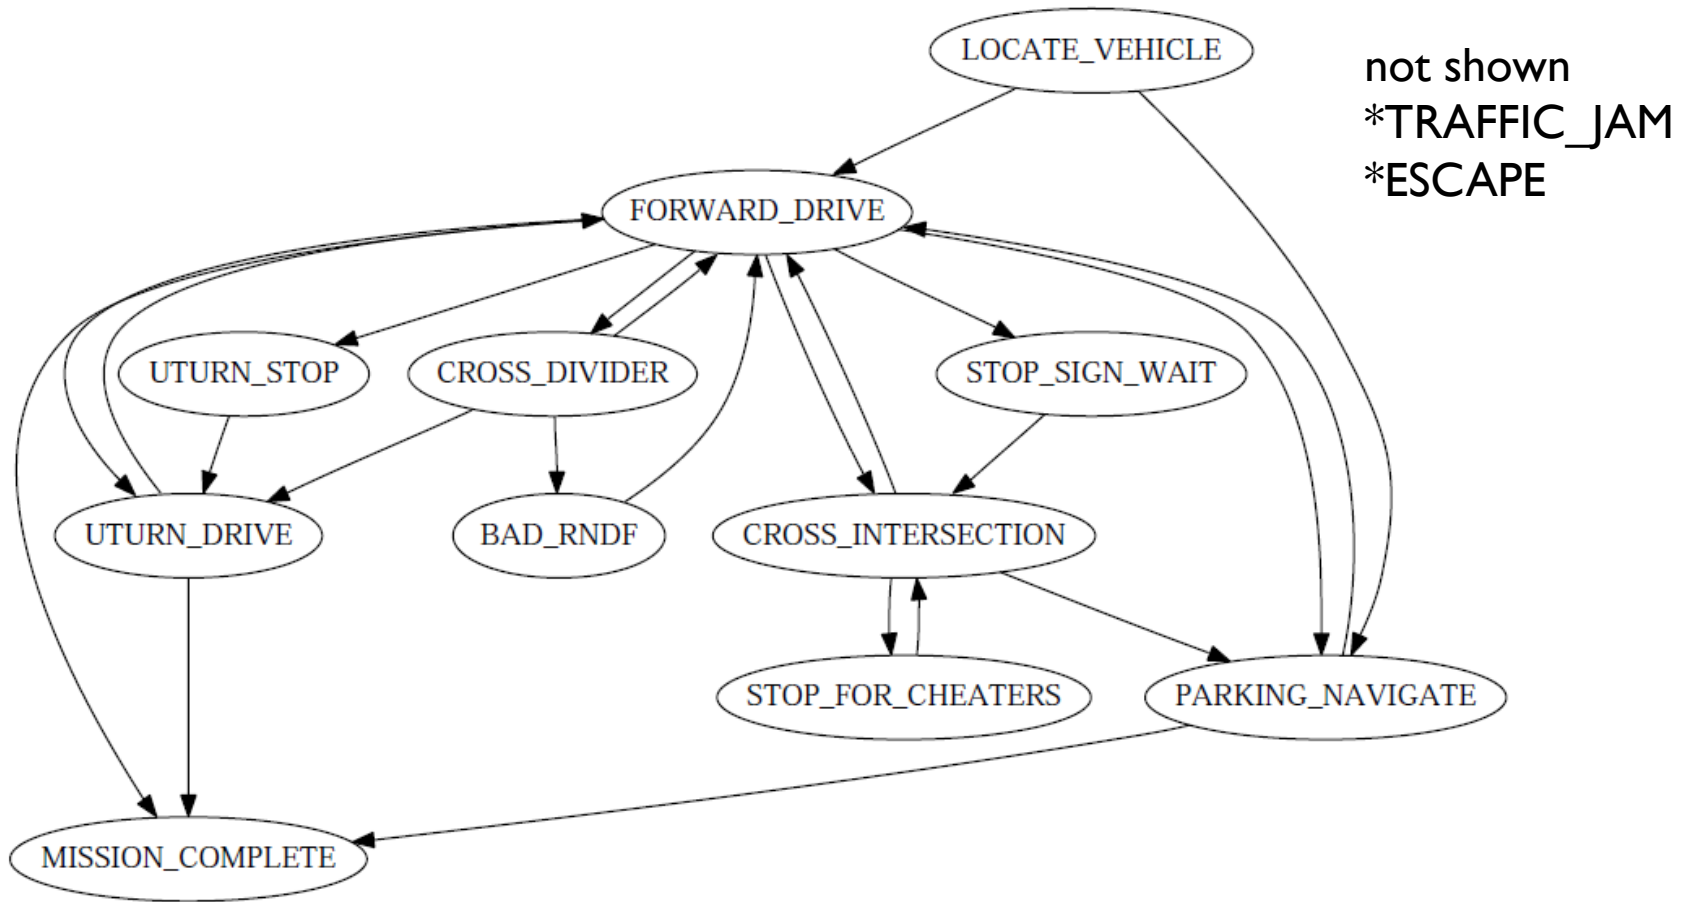 LOCATE_VEHICLE
not shown
*TRAFFIC_JAM
*ESCAPE
FORWARD_DRIVE
UTURN_STOP
CROSS_DIVIDER
STOP_SIGN_WAIT
UTURN_DRIVE
BAD_RNDF
CROSS_INTERSECTION
STOP_FOR_CHEATERS
PARKING_NAVIGATE
MISSION_COMPLETE